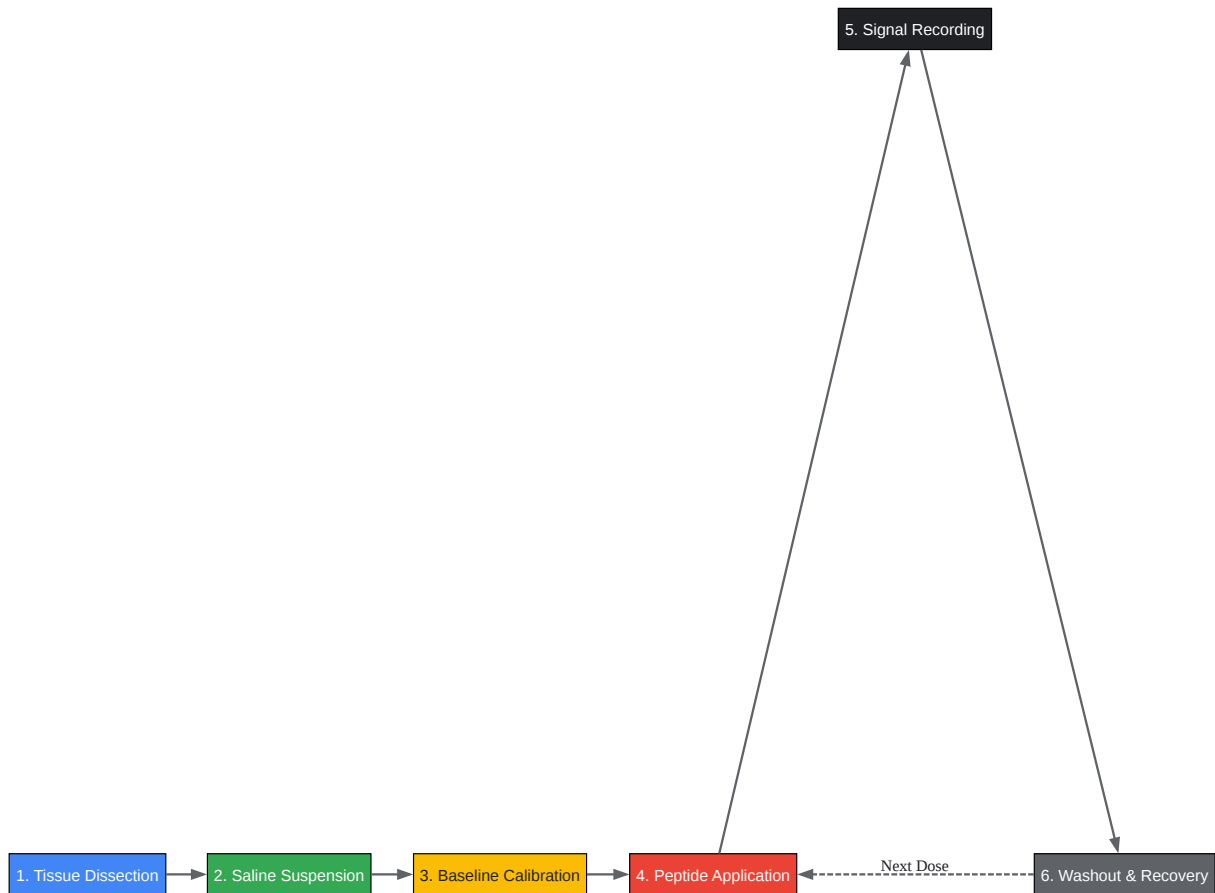 5. Signal Recording
1. Tissue Dissection
2. Saline Suspension
3. Baseline Calibration
4. Peptide Application
Next Dose
6. Washout & Recovery